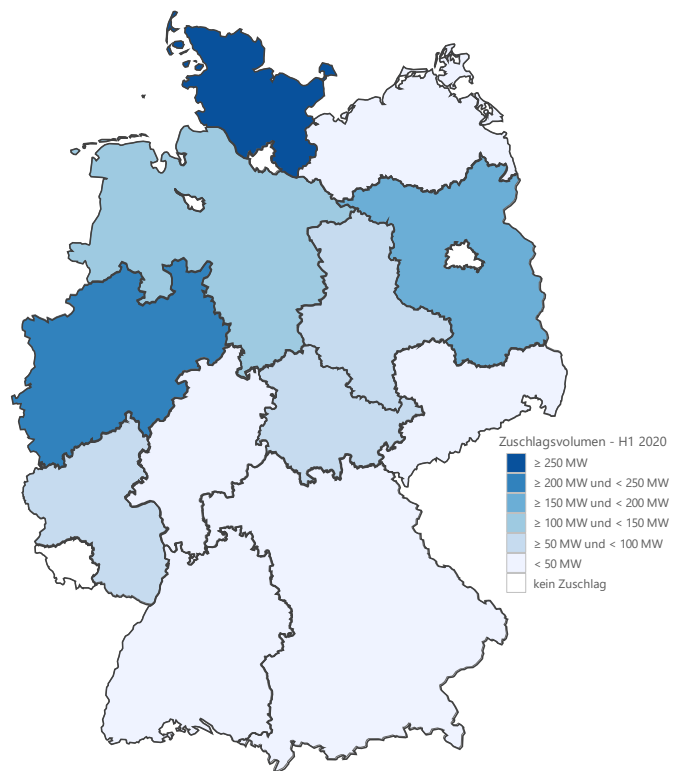 Zuschlagsvolumen - H1 2020
≥ 250 MW
≥ 200 MW und < 250 MW
≥ 150 MW und < 200 MW
≥ 100 MW und < 150 MW
≥ 50 MW und < 100 MW
< 50 MW
kein Zuschlag